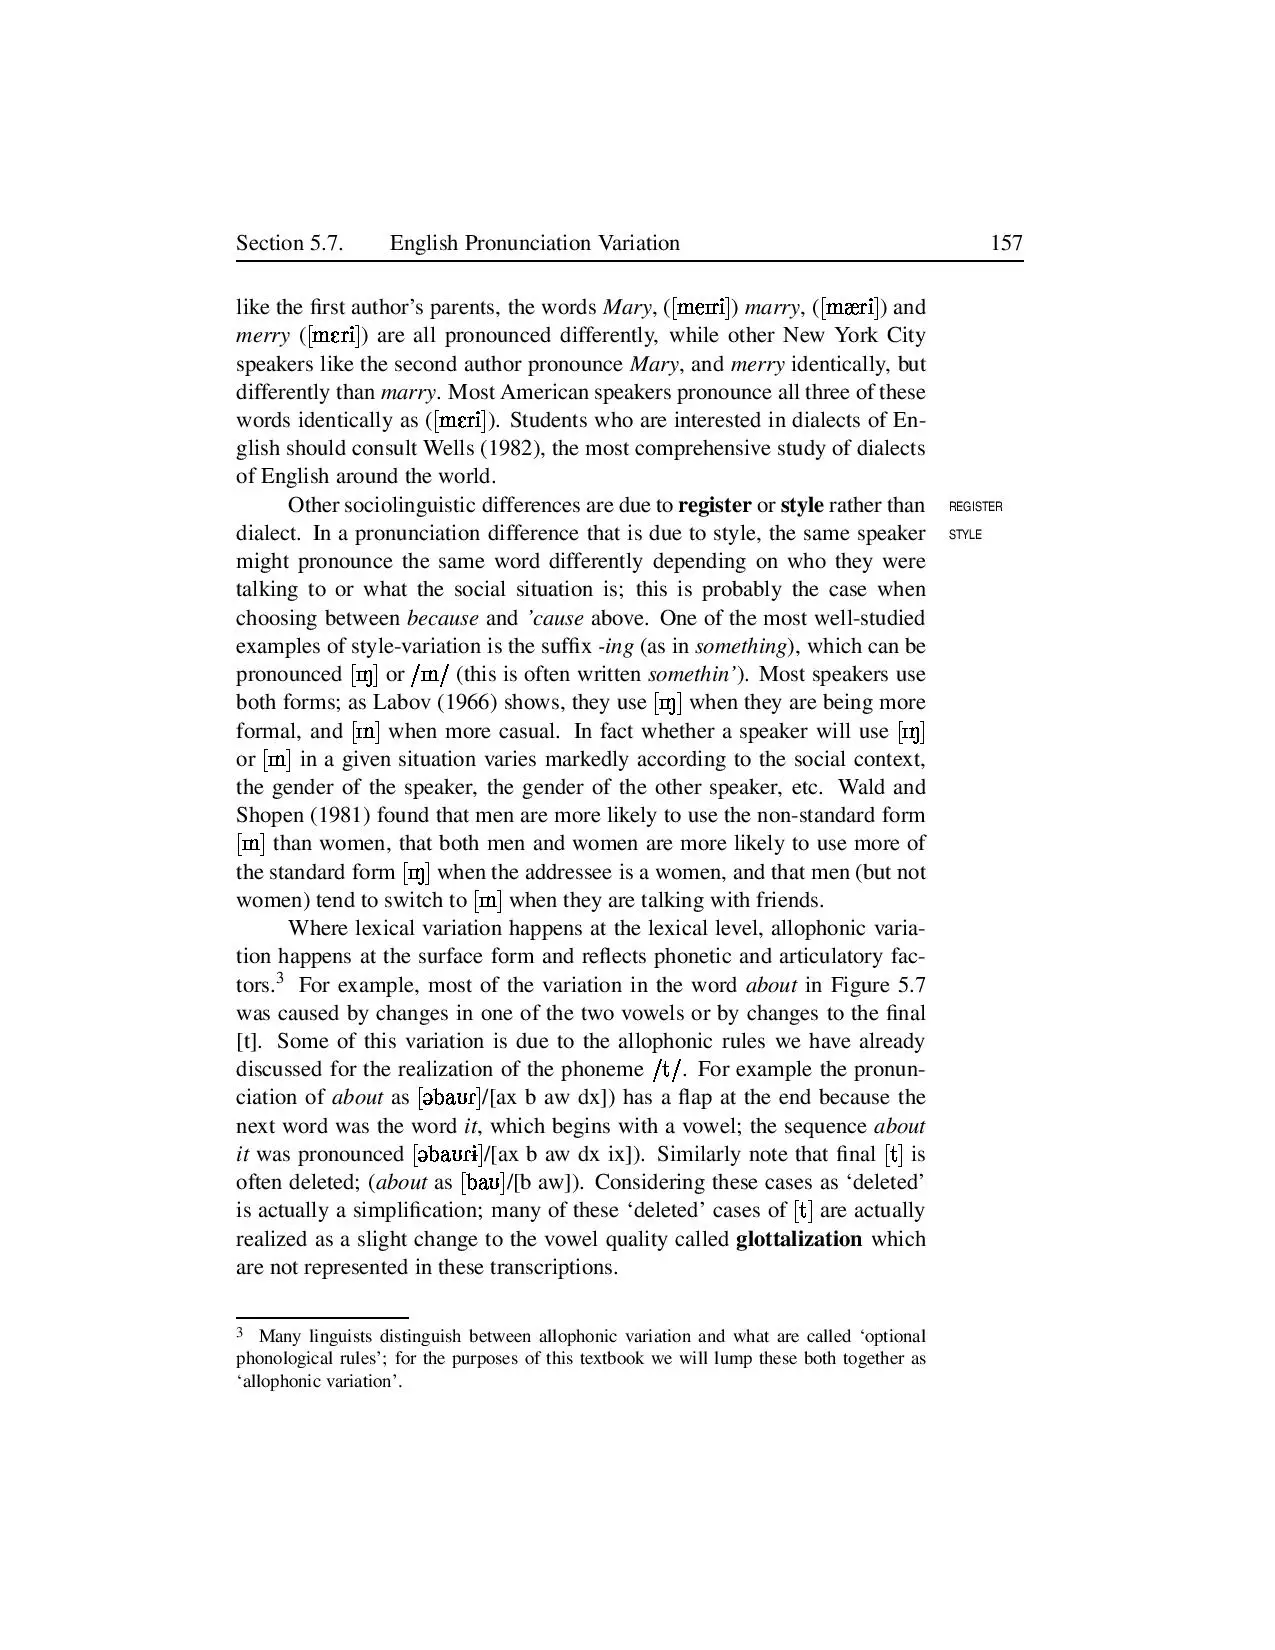 Section 5.7. English Pronunciation Variation 157
like the first author’s parents, the words Mary, ([meɪri]) marry, ([mæri]) and
merry ([mɛri]) are all pronounced differently, while other New York City
speakers like the second author pronounce Mary, and merry identically, but
differently than marry. Most American speakers pronounce all three of these
words identically as ([mɛri]). Students who are interested in dialects of En-
glish should consult Wells (1982), the most comprehensive study of dialects
of English around the world.
Other sociolinguistic differences are due to register or style rather than
REGISTER
dialect. In a pronunciation difference that is due to style, the same speaker
STYLE
might pronounce the same word differently depending on who they were
talking to or what the social situation is; this is probably the case when
choosing between because and ’cause above. One of the most well-studied
examples of style-variation is the suffix -ing (as in something), which can be
pronounced [ɪŋ] or /ɪn/ (this is often written somethin’). Most speakers use
both forms; as Labov (1966) shows, they use [ɪŋ] when they are being more
formal, and [ɪn] when more casual. In fact whether a speaker will use [ɪŋ]
or [ɪn] in a given situation varies markedly according to the social context,
the gender of the speaker, the gender of the other speaker, etc. Wald and
Shopen (1981) found that men are more likely to use the non-standard form
[ɪn] than women, that both men and women are more likely to use more of
the standard form [ɪŋ] when the addressee is a women, and that men (but not
women) tend to switch to [ɪn] when they are talking with friends.
Where lexical variation happens at the lexical level, allophonic varia-
tion happens at the surface form and reflects phonetic and articulatory fac-
tors.3 For example, most of the variation in the word about in Figure 5.7
was caused by changes in one of the two vowels or by changes to the final
[t]. Some of this variation is due to the allophonic rules we have already
discussed for the realization of the phoneme /t/. For example the pronun-
ciation of about as [əbaʊɾ]/[ax b aw dx]) has a flap at the end because the
next word was the word it, which begins with a vowel; the sequence about
it was pronounced [əbaʊɾɨ]/[ax b aw dx ix]). Similarly note that final [t] is
often deleted; (about as [baʊ]/[b aw]). Considering these cases as ‘deleted’
is actually a simplification; many of these ‘deleted’ cases of [t] are actually
realized as a slight change to the vowel quality called glottalization which
are not represented in these transcriptions.
3 Many linguists distinguish between allophonic variation and what are called ‘optional
phonological rules’; for the purposes of this textbook we will lump these both together as
‘allophonic variation’.